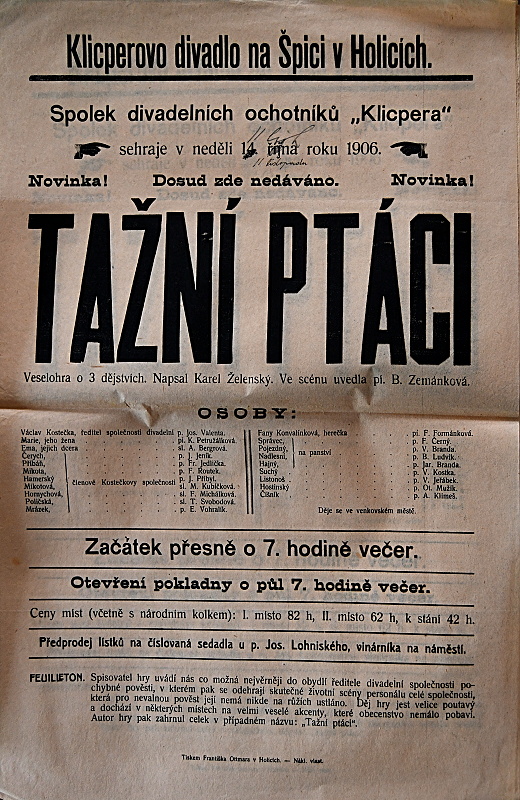 Klicperovo divadlo na Špici v Holicích.
Spolek divadelních ochotníků „Klicpera“
sehraje v neděli 14. října roku 1906.
11. listopadu
Novinka! Dosud zde nedáváno. Novinka!
TAŽNÍ PTÁCI
Veselohra o 3 dějstvích. Napsal Karel Želenský. Ve scénu uvedla pí. B. Zemánková.
OSOBY:
Václav Kostečka, ředitel společnosti divadelní p. Jos. Valenta.
Marie, jeho žena pí. K. Petružálková.
Ema, jejich dcera sl. A. Bergrová.
Čerych, p. J. Jeník.
Přibáň, p. Fr. Jedlička.
Mikota, p. F. Roztek.
Hamerský p. J. Přibyl.
Mikotová, členové Kostečkovy společnosti sl. M. Kubíčková.
Hornychová, sl. F. Michálková.
Poličská, sl. T. Svobodová.
Mrázek, p. E. Vohralík.
Fany Konvalinková, herečka pí. F. Formánková.
Správec, p. F. Černý.
Pojezdný, na panství p. V. Branda.
Nadlesní, p. B. Ludvík.
Hajný, p. Jar. Branda.
Suchý p. V. Kostka.
Listonoš p. V. Jeřábek.
Hostinský p. Ot. Mužík.
Číšník p. A. Klimeš.
Děje se ve venkovském městě.
Začátek přesně o 7. hodině večer.
Otevření pokladny o půl 7. hodině večer.
Ceny míst (včetně s národním kolkem): I. místo 82 h, II. místo 62 h, k stání 42 h.
Předprodej lístků na číslovaná sedadla u p. Jos. Lohniského, vinárníka na náměstí.
FEUILLETON. Spisovatel hry uvádí nás co možná nejvěrněji do obydlí ředitele divadelní společnosti po-
chybné pověsti, v kterém pak se odehrají skutečné životní scény personálu celé společnosti,
která pro nevalnou pověst její nemá nikde na růžích ustláno. Děj hry jest velice poutavý
a dochází v některých místech na velmi veselé akcenty, které obecenstvo nemálo pobaví.
Autor hry pak zahrnul celek v případném názvu: „Tažní ptáci“.
Tiskem Františka Ottmara v Holicích. — Nákl. vlast.